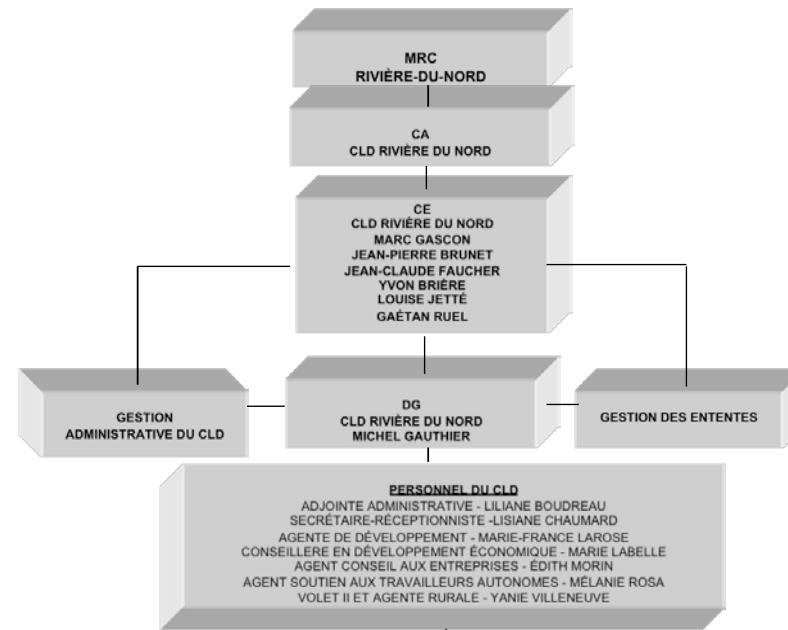 MRC
RIVIÈRE-DU-NORD
CA
CLD RIVIÈRE DU NORD
CE
CLD RIVIÈRE DU NORD
MARC GASCON
JEAN-PIERRE BRUNET
JEAN-CLAUDE FAUCHER
YVON BRIÈRE
LOUISE JETTÉ
GAÉTAN RUEL
GESTION
ADMINISTRATIVE DU CLD
DG
CLD RIVIÈRE DU NORD
MICHEL GAUTHIER
GESTION DES ENTENTES
PERSONNEL DU CLD
ADJOINTE ADMINISTRATIVE - LILIANE BOUDREAU
SECRÉTAIRE-RÉCEPTIONNISTE -LISIANE CHAUMARD
AGENTE DE DÉVELOPPEMENT - MARIE-FRANCE LAROSE
CONSEILLERE EN DÉVELOPPEMENT ÉCONOMIQUE - MARIE LABELLE
AGENT CONSEIL AUX ENTREPRISES - ÉDITH MORIN
AGENT SOUTIEN AUX TRAVAILLEURS AUTONOMES - MÉLANIE ROSA
VOLET II ET AGENTE RURALE - YANIE VILLENEUVE